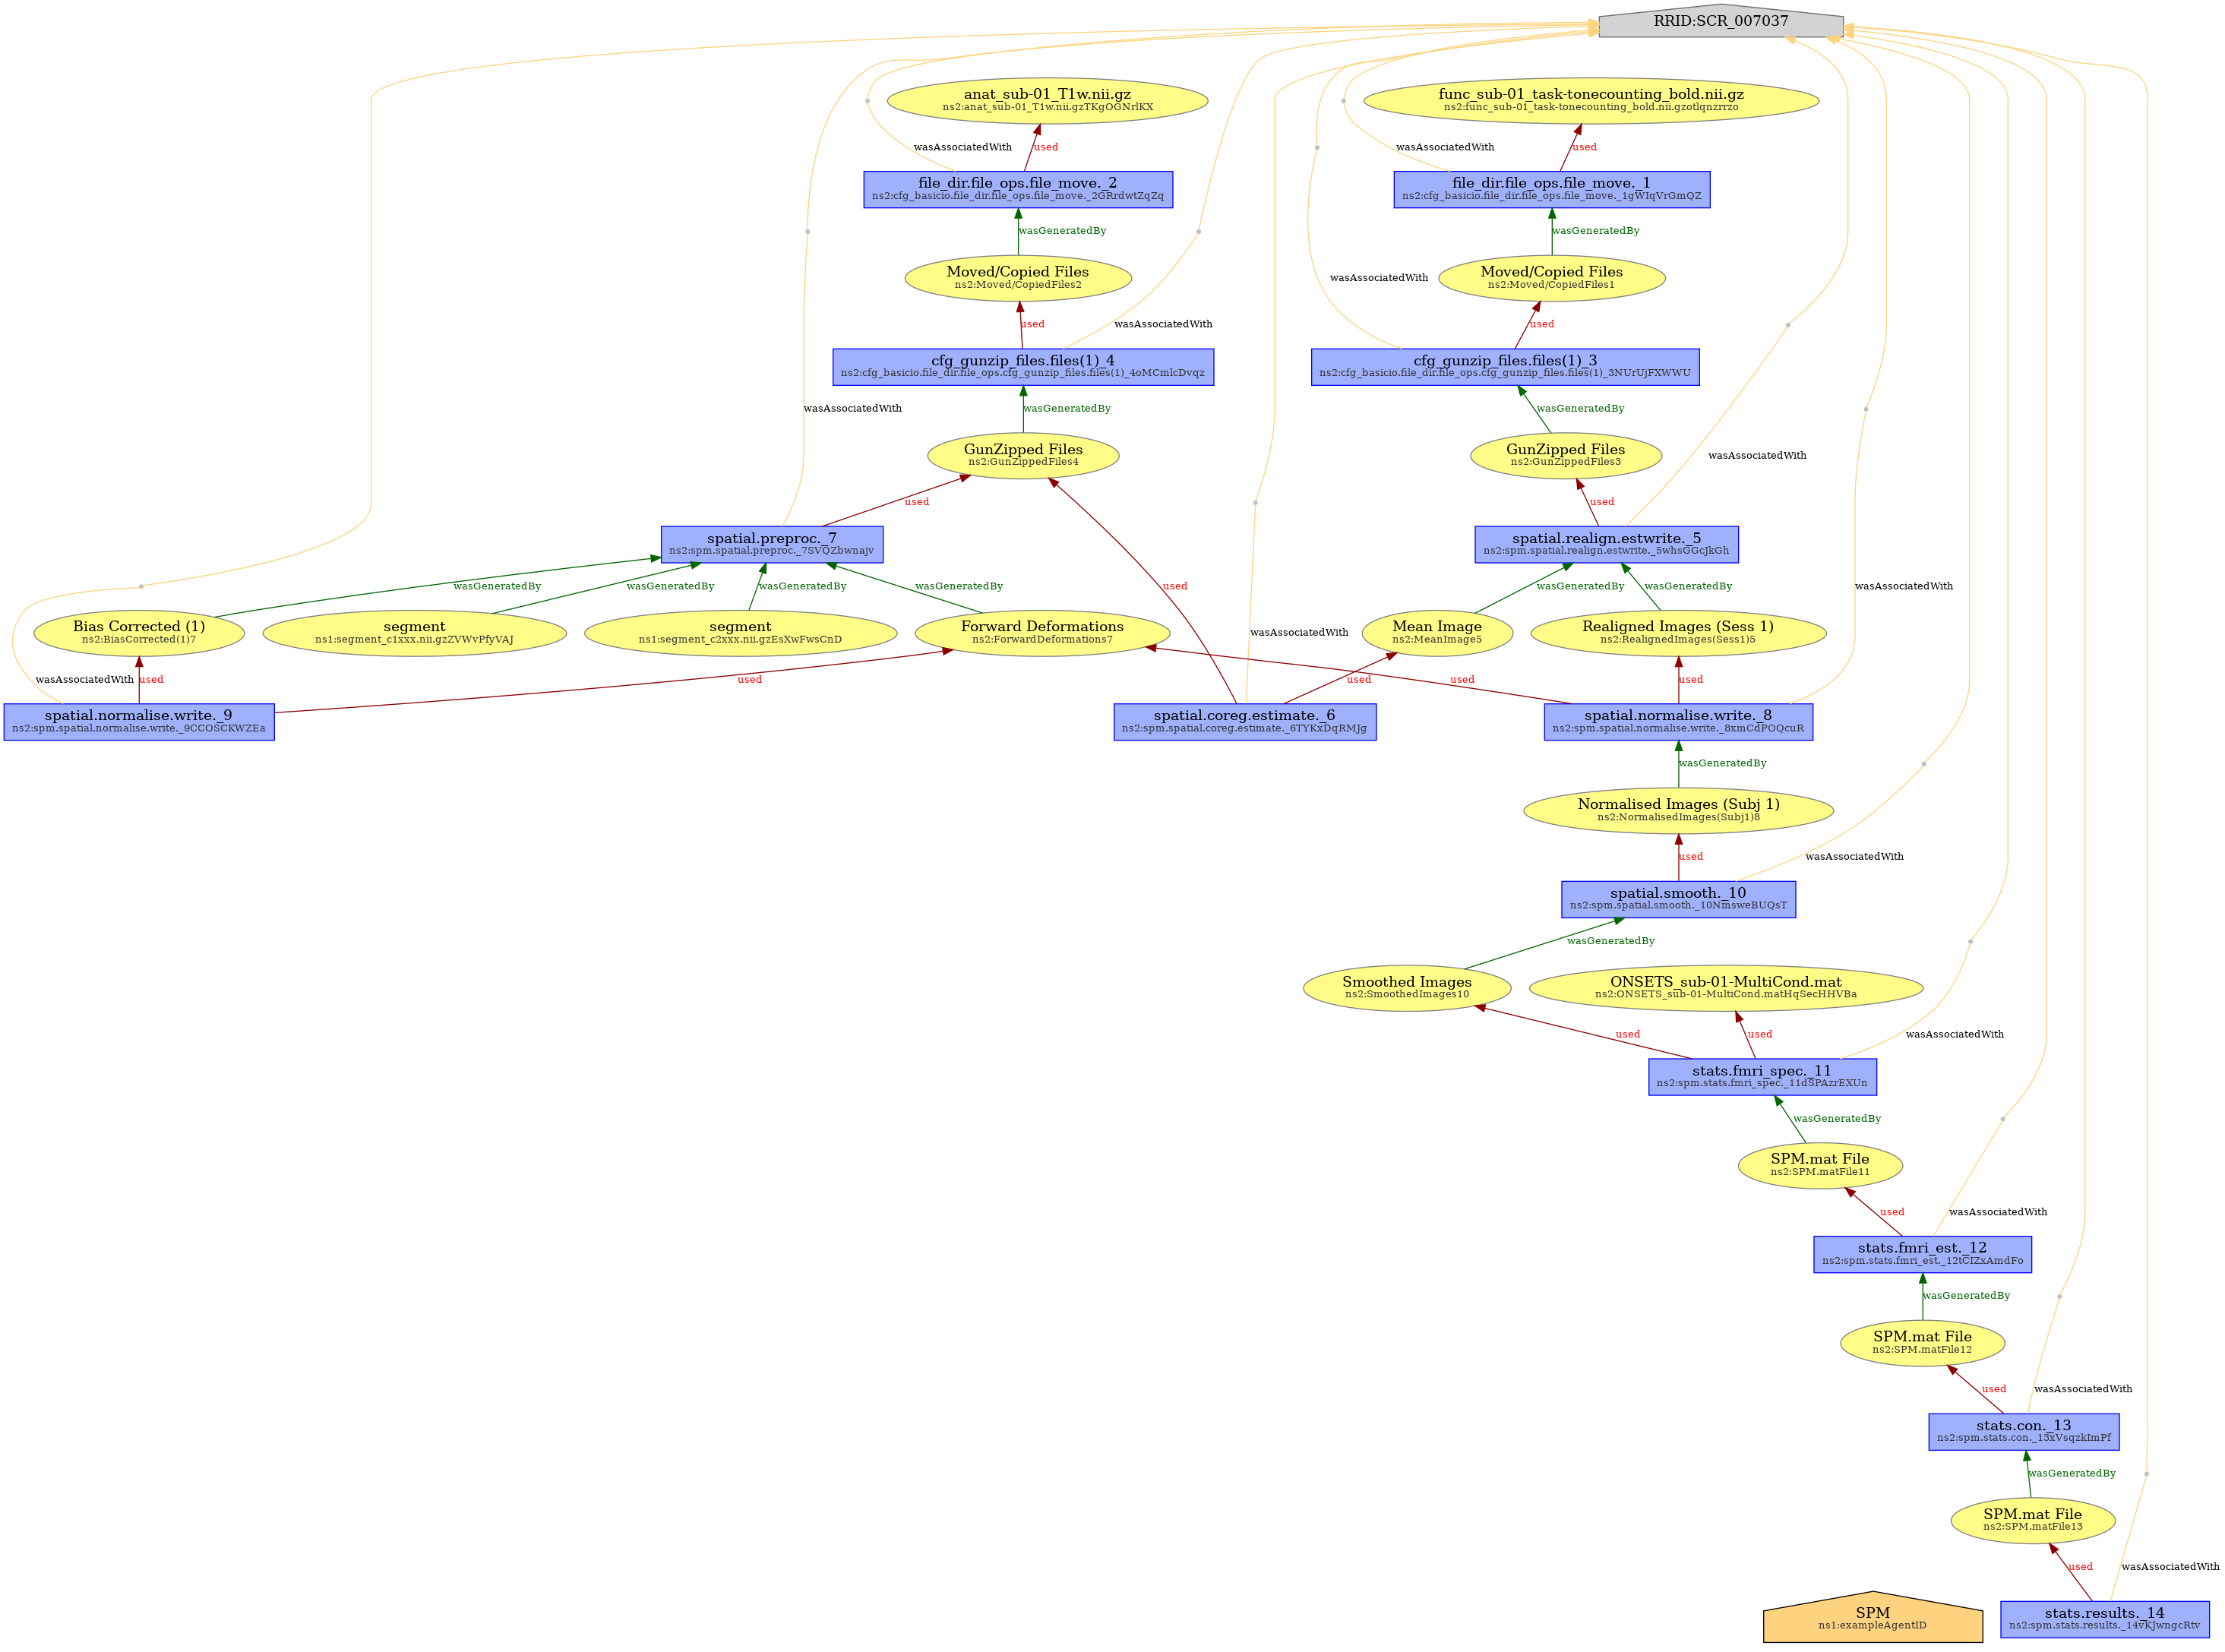 RRID:SCR_007037
anat_sub-01_T1w.nii.gz
ns2:anat_sub-01_T1w.nii.gzTKgOGNrlKX
func_sub-01_task-tonecounting_bold.nii.gz
ns2:func_sub-01_task-tonecounting_bold.nii.gzotlqnzrrzo
wasAssociatedWith
used
wasAssociatedWith
used
file_dir.file_ops.file_move._2
ns2:cfg_basicio.file_dir.file_ops.file_move._2GRrdwtZqZq
file_dir.file_ops.file_move._1
ns2:cfg_basicio.file_dir.file_ops.file_move._1gWIqVrGmQZ
wasGeneratedBy
wasGeneratedBy
Moved/Copied Files
ns2:Moved/CopiedFiles2
wasAssociatedWith
Moved/Copied Files
ns2:Moved/CopiedFiles1
used
wasAssociatedWith
used
cfg_gunzip_files.files(1)_4
ns2:cfg_basicio.file_dir.file_ops.cfg_gunzip_files.files(1)_4oMCmlcDvqz
cfg_gunzip_files.files(1)_3
ns2:cfg_basicio.file_dir.file_ops.cfg_gunzip_files.files(1)_3NUrUjFXWWU
wasAssociatedWith
wasGeneratedBy
wasGeneratedBy
GunZipped Files
ns2:GunZippedFiles4
GunZipped Files
ns2:GunZippedFiles3
wasAssociatedWith
used
used
spatial.preproc._7
ns2:spm.spatial.preproc._7SVQZbwnajv
spatial.realign.estwrite._5
ns2:spm.spatial.realign.estwrite._5whsGGcJkGh
wasGeneratedBy
wasGeneratedBy
wasGeneratedBy
wasGeneratedBy
used
wasGeneratedBy
wasGeneratedBy
wasAssociatedWith
Bias Corrected (1)
ns2:BiasCorrected(1)7
segment
ns1:segment_c1xxx.nii.gzZVWvPfyVAJ
segment
ns1:segment_c2xxx.nii.gzEsXwFwsCnD
Forward Deformations
ns2:ForwardDeformations7
wasAssociatedWith
Mean Image
ns2:MeanImage5
Realigned Images (Sess 1)
ns2:RealignedImages(Sess1)5
wasAssociatedWith
used
used
used
used
used
spatial.normalise.write._9
ns2:spm.spatial.normalise.write._9CCOSCKWZEa
spatial.coreg.estimate._6
ns2:spm.spatial.coreg.estimate._6TYKxDqRMJg
spatial.normalise.write._8
ns2:spm.spatial.normalise.write._8xmCdPOQcuR
wasGeneratedBy
Normalised Images (Subj 1)
ns2:NormalisedImages(Subj1)8
used
wasAssociatedWith
spatial.smooth._10
ns2:spm.spatial.smooth._10NmsweBUQsT
wasGeneratedBy
Smoothed Images
ns2:SmoothedImages10
ONSETS_sub-01-MultiCond.mat
ns2:ONSETS_sub-01-MultiCond.matHqSecHHVBa
used
used
wasAssociatedWith
stats.fmri_spec._11
ns2:spm.stats.fmri_spec._11dSPAzrEXUn
wasGeneratedBy
SPM.mat File
ns2:SPM.matFile11
used
wasAssociatedWith
stats.fmri_est._12
ns2:spm.stats.fmri_est._12tCIZxAmdFo
wasGeneratedBy
SPM.mat File
ns2:SPM.matFile12
used
wasAssociatedWith
stats.con._13
ns2:spm.stats.con._13xVsqzkImPf
wasGeneratedBy
SPM.mat File
ns2:SPM.matFile13
used
wasAssociatedWith
SPM
ns1:exampleAgentID
stats.results._14
ns2:spm.stats.results._14vKJwngcRtv